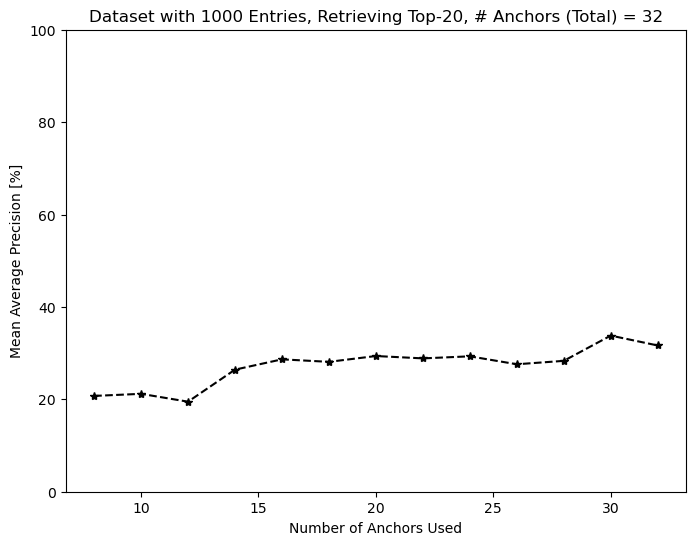 Dataset with 1000 Entries, Retrieving Top-20, # Anchors (Total) = 32
100
80
60
40
20
0
Mean Average Precision [%]
10 15 20 25 30
Number of Anchors Used